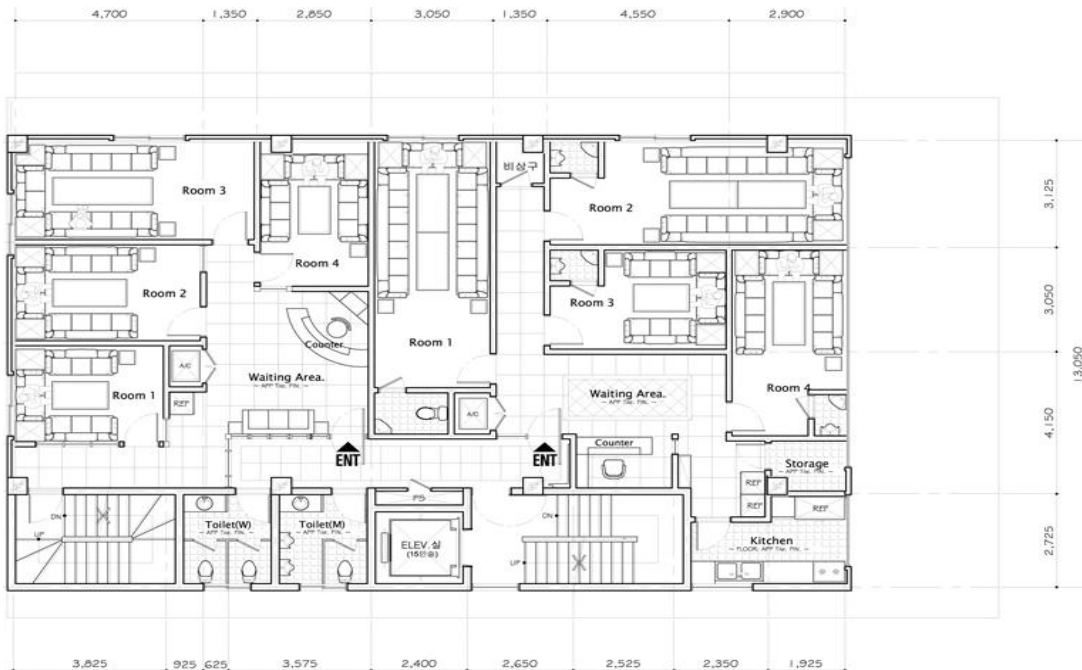 4,700 1,350 2,850 3,050 1,350 4,550 2,900
비상구
Room 3
Room 2
Room 4
Room 2
Room 3
Room 1
Counter
Room 1
A/C
Waiting Area.
REF
A/C
Waiting Area.
Room 4
Counter
ENT
ENT
Storage
REF
REF
REF
PS
DN
UP
Toilet(W)
Toilet(M)
ELEV.실
(15인승)
DN
UP
Kitchen
3,125
3,050
4,150
2,725
13,050
3,825 925 625 3,575 2,400 2,650 2,525 2,350 1,925